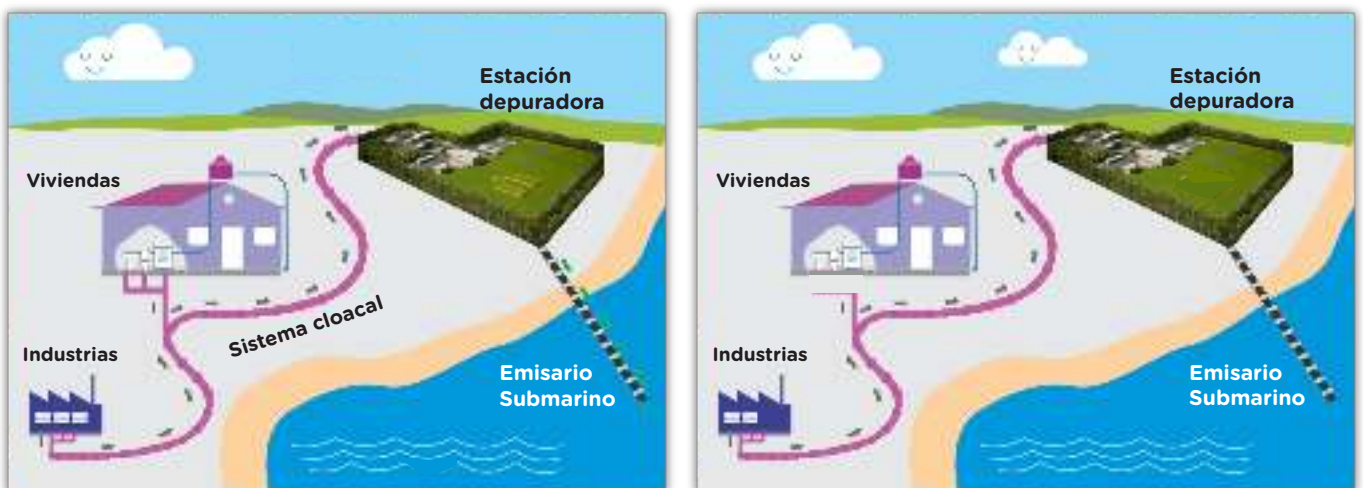 Estación
depuradora
Viviendas
Sistema cloacal
Industrias
Emisario
Submarino
Estación
depuradora
Viviendas
Industrias
Emisario
Submarino